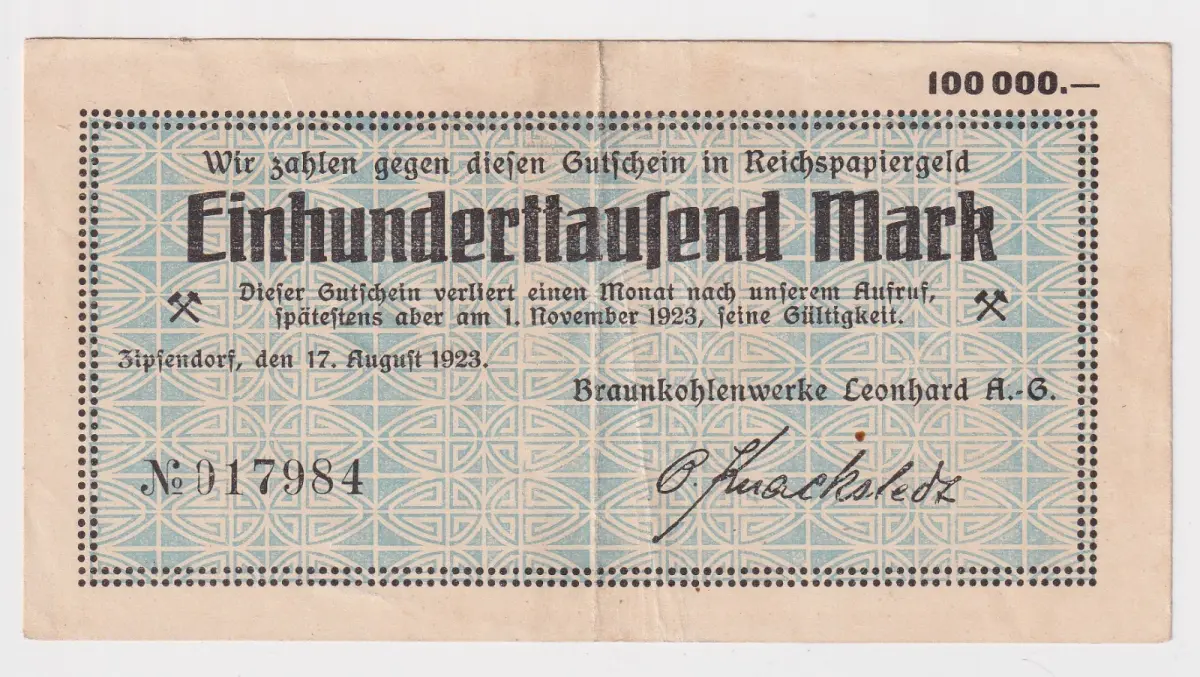 100 000.—
Wir zahlen gegen dieſen Gutſchein in Reichspapiergeld
Einhunderttauſend Mark
Dieſer Gutſchein verliert einen Monat nach unſerem Aufruf,
ſpäteſtens aber am 1. November 1923, ſeine Gültigkeit.
Zipſendorf, den 17. Auguſt 1923.
Braunkohlenwerke Leonhard A.-G.
№ 017984
O. Knackstedt